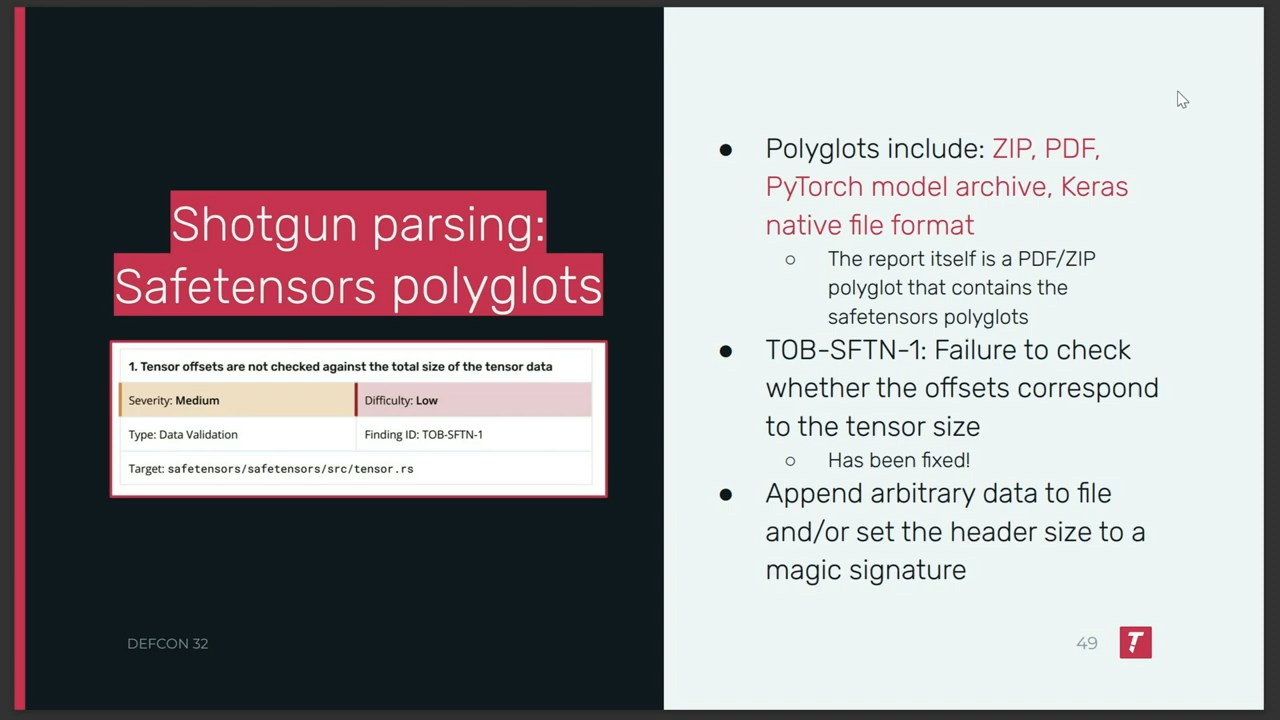 Shotgun parsing:
Safetensors polyglots
1. Tensor offsets are not checked against the total size of the tensor data
Severity: Medium
Difficulty: Low
Type: Data Validation
Finding ID: TOB-SFTN-1
Target: safetensors/safetensors/src/tensor.rs
DEFCON 32
● Polyglots include: ZIP, PDF,
PyTorch model archive, Keras
native file format
○ The report itself is a PDF/ZIP
polyglot that contains the
safetensors polyglots
● TOB-SFTN-1: Failure to check
whether the offsets correspond
to the tensor size
○ Has been fixed!
● Append arbitrary data to file
and/or set the header size to a
magic signature
49
T